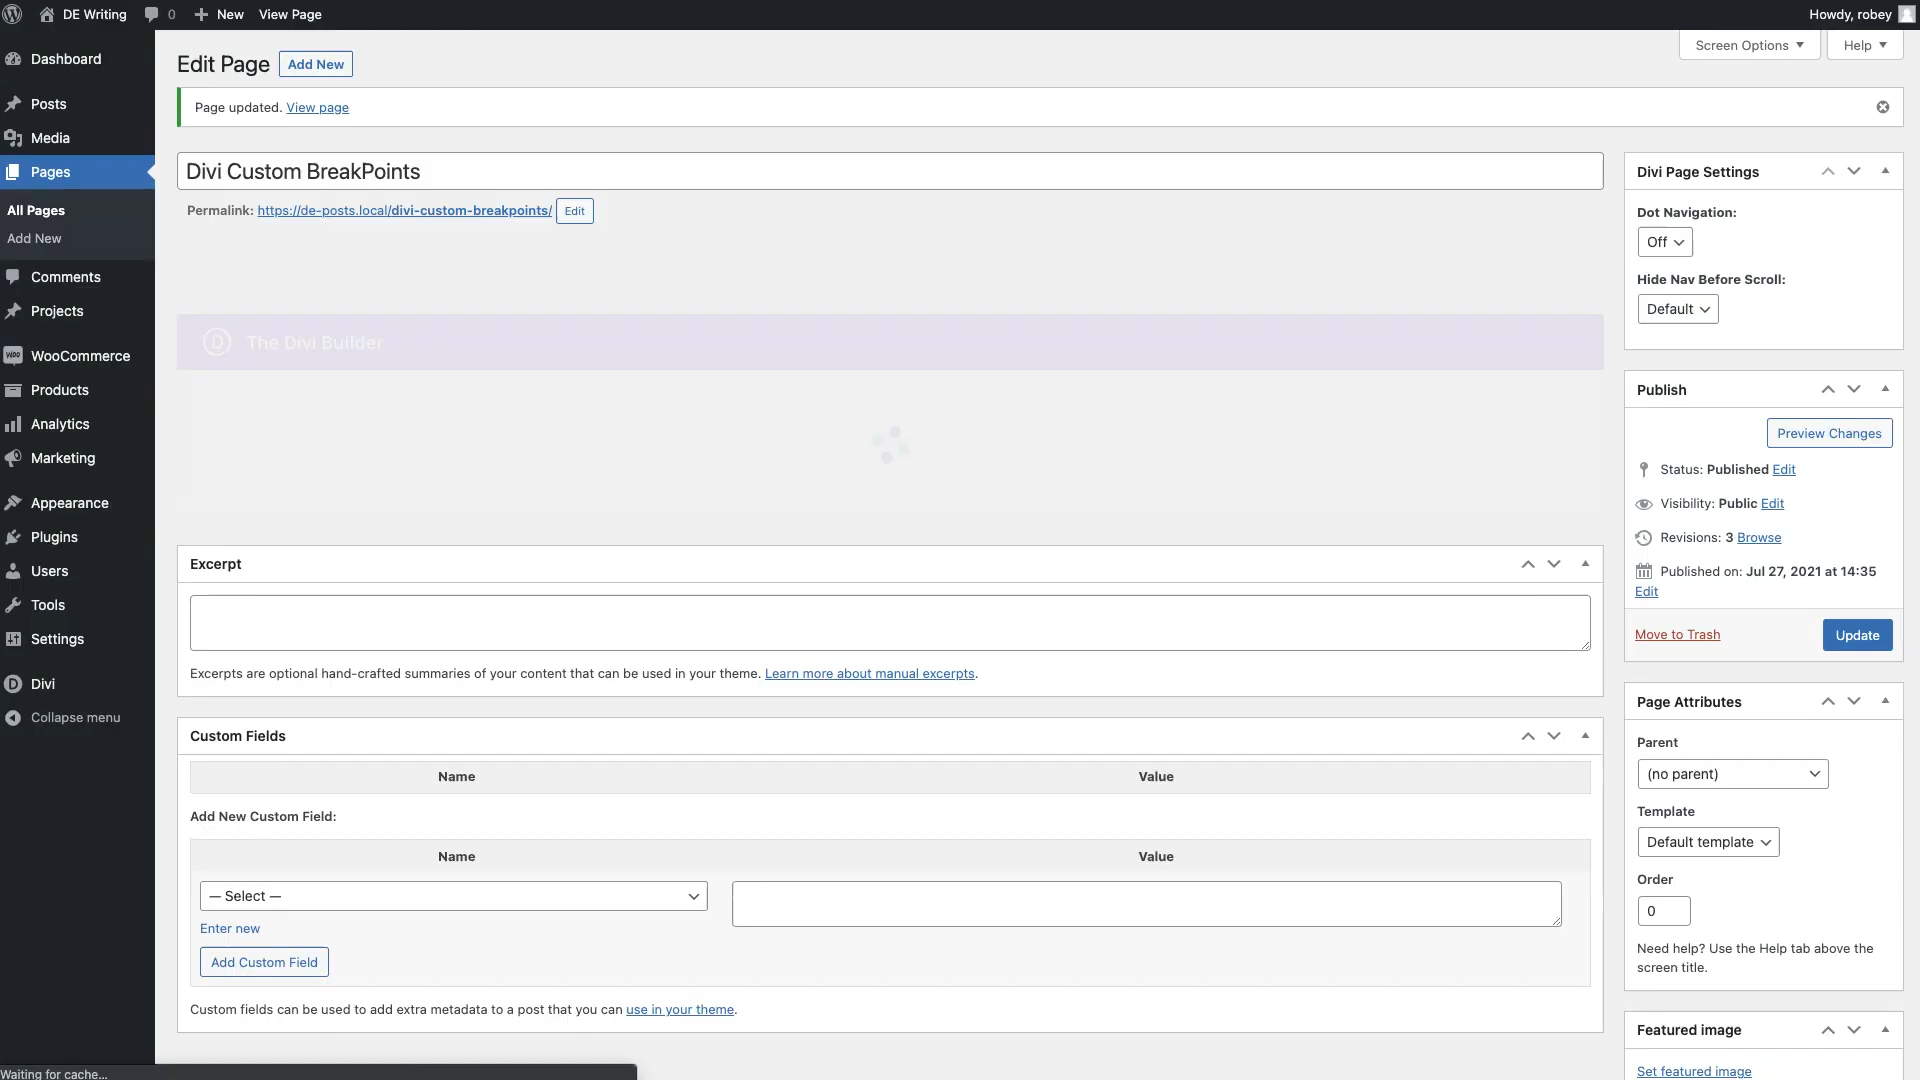 DE Writing
0
New
View Page
Howdy, robey
Dashboard
Posts
Media
Pages
All Pages
Add New
Comments
Projects
WooCommerce
Products
Analytics
Marketing
Appearance
Plugins
Users
Tools
Settings
Divi
Collapse menu
Screen Options
Help
Edit Page
Add New
Page updated. View page
Divi Custom BreakPoints
Permalink: https://de-posts.local/divi-custom-breakpoints/ Edit
D The Divi Builder
Excerpt
Excerpts are optional hand-crafted summaries of your content that can be used in your theme. Learn more about manual excerpts.
Custom Fields
Name Value
Add New Custom Field:
Name Value
— Select —
Enter new
Add Custom Field
Custom fields can be used to add extra metadata to a post that you can use in your theme.
Divi Page Settings
Dot Navigation:
Off
Hide Nav Before Scroll:
Default
Publish
Preview Changes
Status: Published Edit
Visibility: Public Edit
Revisions: 3 Browse
Published on: Jul 27, 2021 at 14:35
Edit
Move to Trash
Update
Page Attributes
Parent
(no parent)
Template
Default template
Order
0
Need help? Use the Help tab above the
screen title.
Featured image
Set featured image
Waiting for cache...